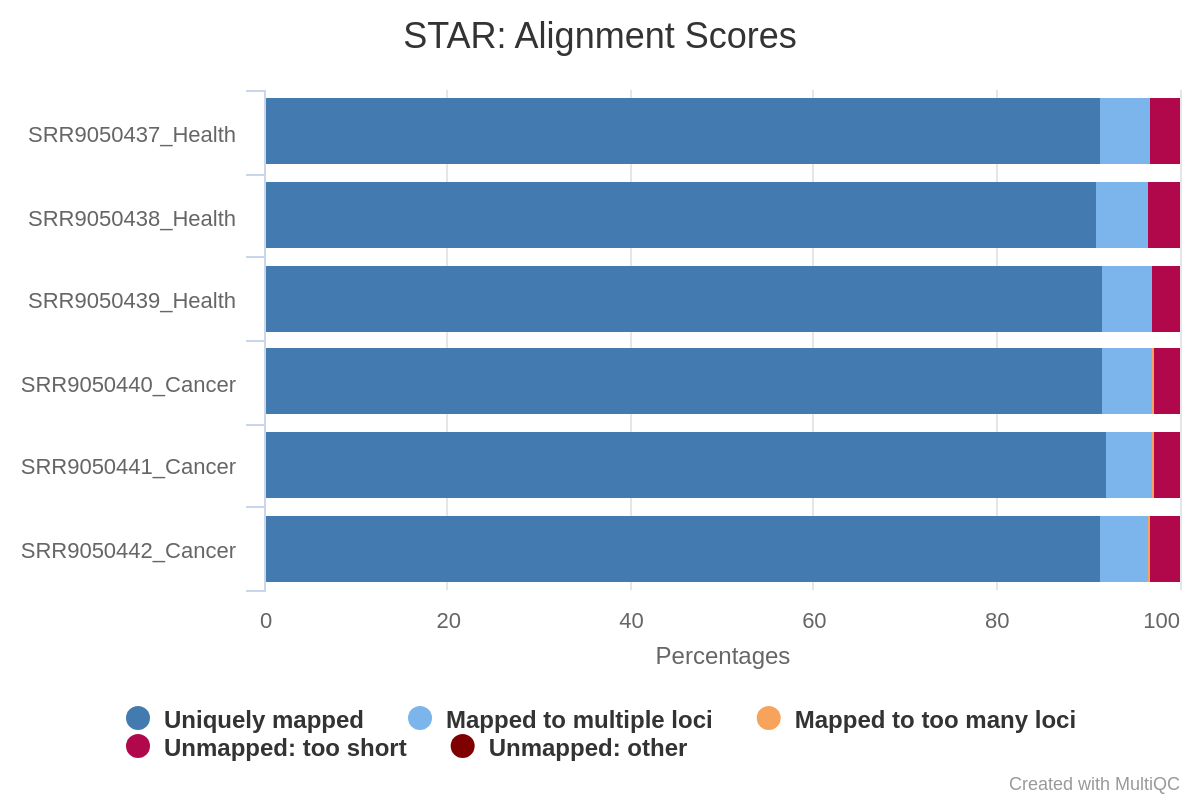 STAR: Alignment Scores
SRR9050437_Health
SRR9050438_Health
SRR9050439_Health
SRR9050440_Cancer
SRR9050441_Cancer
SRR9050442_Cancer
0 20 40 60 80 100
Percentages
Uniquely mapped Mapped to multiple loci Mapped to too many loci
Unmapped: too short Unmapped: other
Created with MultiQC